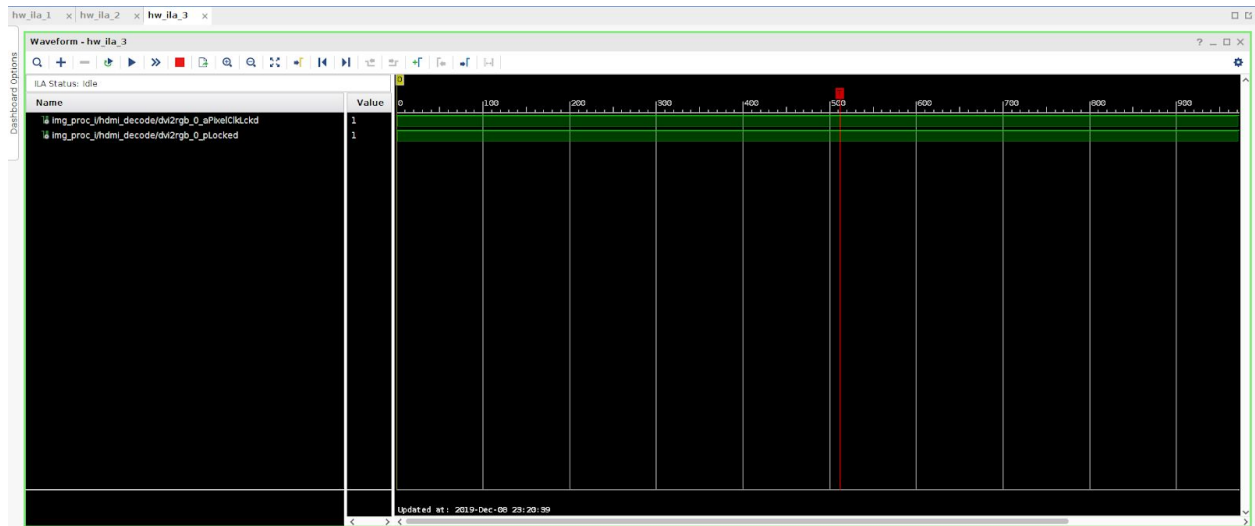 hw_ila_1 x hw_ila_2 x hw_ila_3 x
Dashboard Options
Waveform - hw_ila_3
ILA Status: Idle
Name Value
0 100 200 300 400 500 600 700 800 900
img_proc_i/hdmi_decode/dvi2rgb_0_aPixelClkLckd 1
img_proc_i/hdmi_decode/dvi2rgb_0_pLocked 1
Updated at: 2019-Dec-08 23:20:39